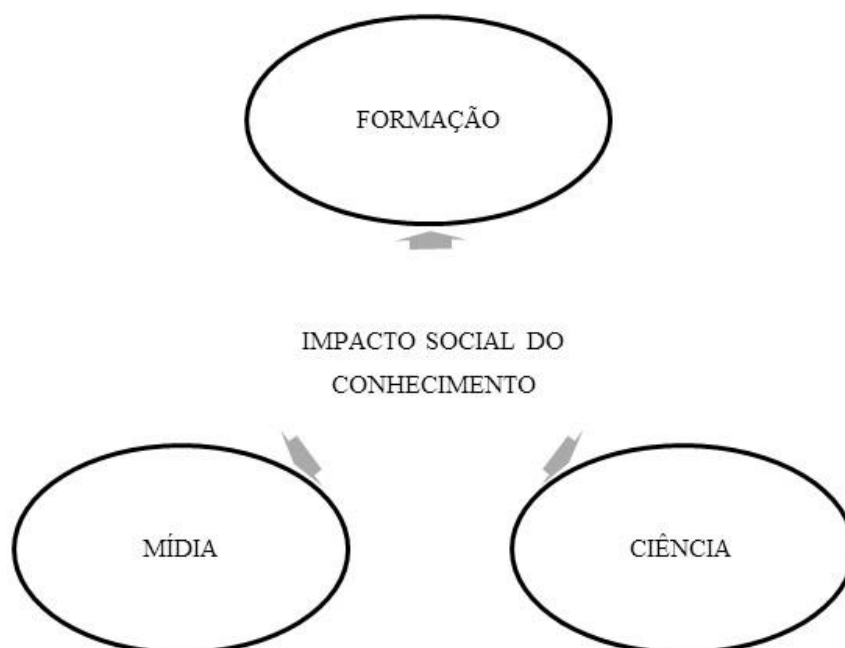 FORMAÇÃO
IMPACTO SOCIAL DO
CONHECIMENTO
MÍDIA
CIÊNCIA